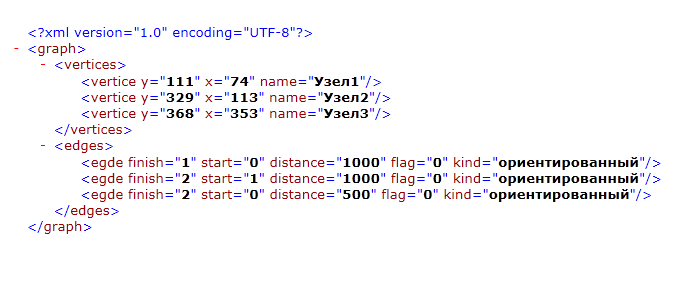 <?xml version="1.0" encoding="UTF-8"?>
- <graph>
- <vertices>
<vertice y="111" x="74" name="Узел1"/>
<vertice y="329" x="113" name="Узел2"/>
<vertice y="368" x="353" name="Узел3"/>
</vertices>
- <edges>
<egde finish="1" start="0" distance="1000" flag="0" kind="ориентированный"/>
<egde finish="2" start="1" distance="1000" flag="0" kind="ориентированный"/>
<egde finish="2" start="0" distance="500" flag="0" kind="ориентированный"/>
</edges>
</graph>